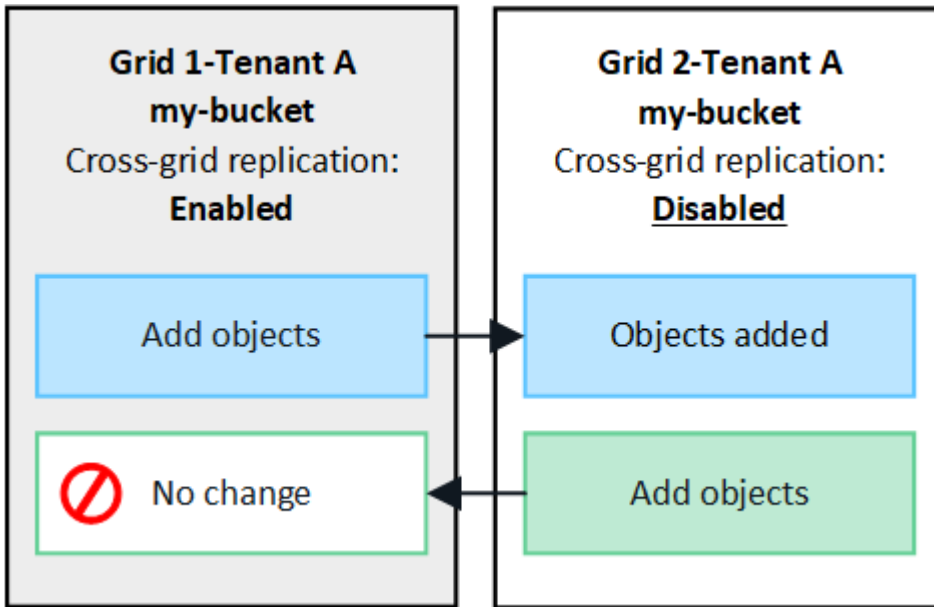 Grid 1-Tenant A
my-bucket
Cross-grid replication:
Enabled
Add objects
No change
Grid 2-Tenant A
my-bucket
Cross-grid replication:
Disabled
Objects added
Add objects